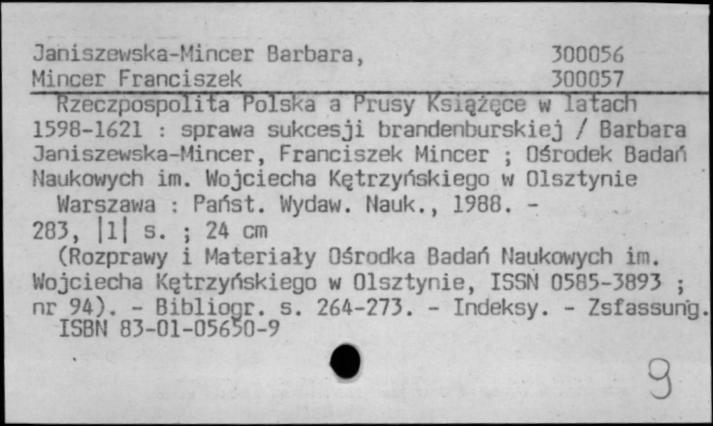 Janiszewska-Mincer Barbara, 300056
Mincer Franciszek 300057
Rzeczpospolita Polska a Prusy Książęce w latach
1598-1621 : sprawa sukcesji brandenburskiej / Barbara
Janiszewska-Mincer, Franciszek Mincer ; Ośrodek Badań
Naukowych im. Wojciecha Kętrzyńskiego w Olsztynie
Warszawa : Państ. Wydaw. Nauk., 1988. -
283, |1| s. ; 24 cm
(Rozprawy i Materiały Ośrodka Badań Naukowych im.
Wojciecha Kętrzyńskiego w Olsztynie, ISSN 0585-3893 ;
nr 94). - Bibliogr. s. 264-273. - Indeksy. - Zsfassung.
ISBN 83-01-05650-9
9